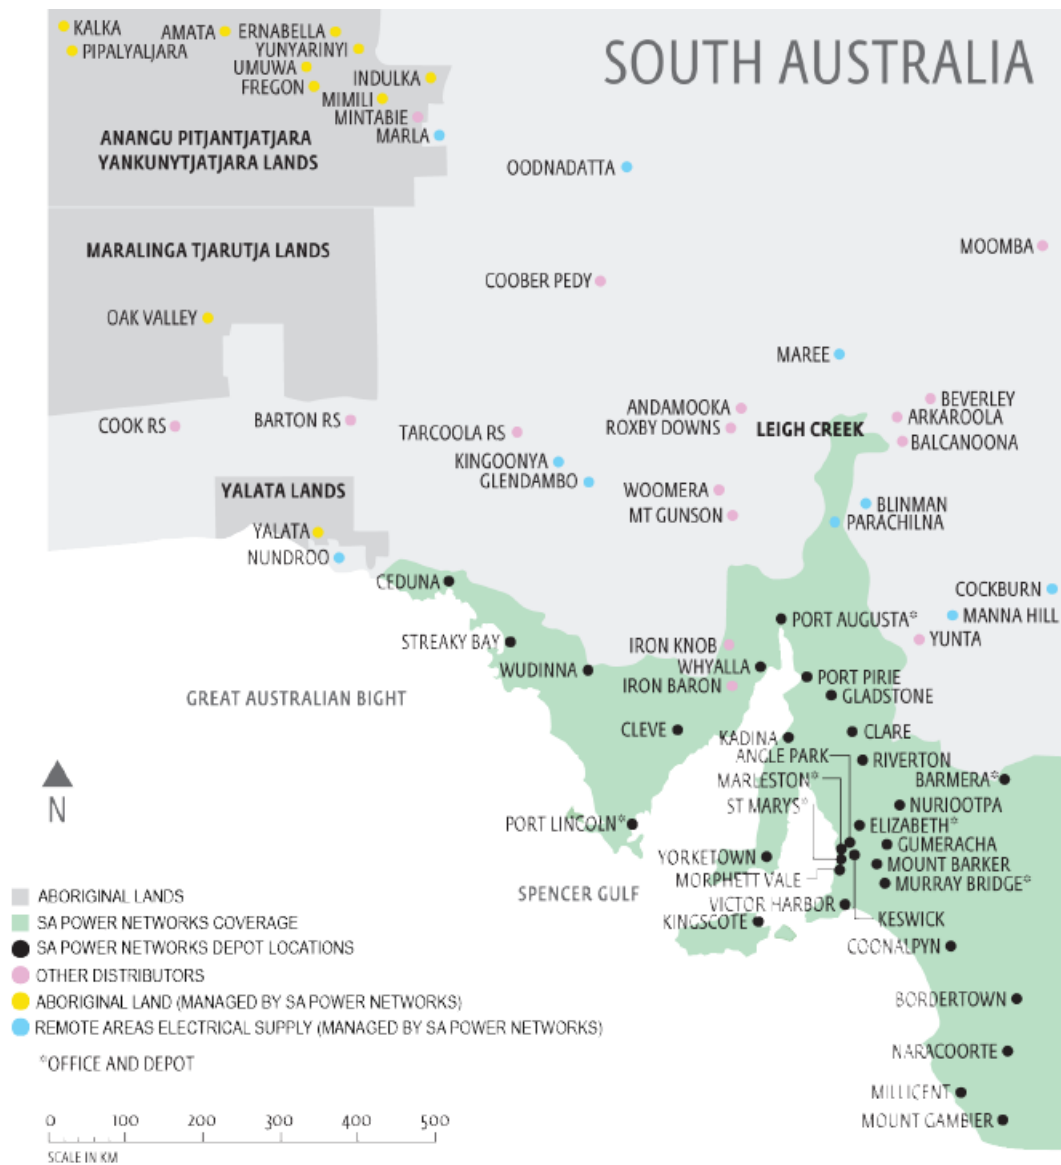 SOUTH AUSTRALIA
KALKA
PIPALYALJARA
AMATA
ERNABELLA
YUNYARINYI
UMUWA
FREGON
INDULKA
MIMILI
MINTABIE
MARLA
ANANGU PITJANTJATJARA
YANKUNYTJATJARA LANDS
OODNADATTA
MARALINGA TJARUTJA LANDS
MOOMBA
COOBER PEDY
OAK VALLEY
MAREE
COOK RS
BARTON RS
TARCOOLA RS
ANDAMOOKA
ROXBY DOWNS
LEIGH CREEK
BEVERLEY
ARKAROOLA
BALCANOONA
KINGOONYA
GLENDAMBO
WOOMERA
MT GUNSON
BLINMAN
PARACHILNA
YALATA LANDS
YALATA
NUNDROO
CEDUNA
COCKBURN
MANNA HILL
YUNTA
STREAKY BAY
WUDINNA
PORT AUGUSTA*
IRON KNOB
WHYALLA
IRON BARON
PORT PIRIE
GLADSTONE
GREAT AUSTRALIAN BIGHT
CLEVE
KADINA
CLARE
ANGLE PARK
RIVERTON
MARLESTON*
BARMERA*
ST MARYS*
NURIOOTPA
PORT LINCOLN*
ELIZABETH*
GUMERACHA
YORKETOWN
MOUNT BARKER
MORPHETT VALE
MURRAY BRIDGE*
SPENCER GULF
VICTOR HARBOR
KINGSCOTE
KESWICK
COONALPYN
BORDERTOWN
NARACOORTE
MILLICENT
MOUNT GAMBIER
N
ABORIGINAL LANDS
SA POWER NETWORKS COVERAGE
SA POWER NETWORKS DEPOT LOCATIONS
OTHER DISTRIBUTORS
ABORIGINAL LAND (MANAGED BY SA POWER NETWORKS)
REMOTE AREAS ELECTRICAL SUPPLY (MANAGED BY SA POWER NETWORKS)
*OFFICE AND DEPOT
0 100 200 300 400 500
SCALE IN KM